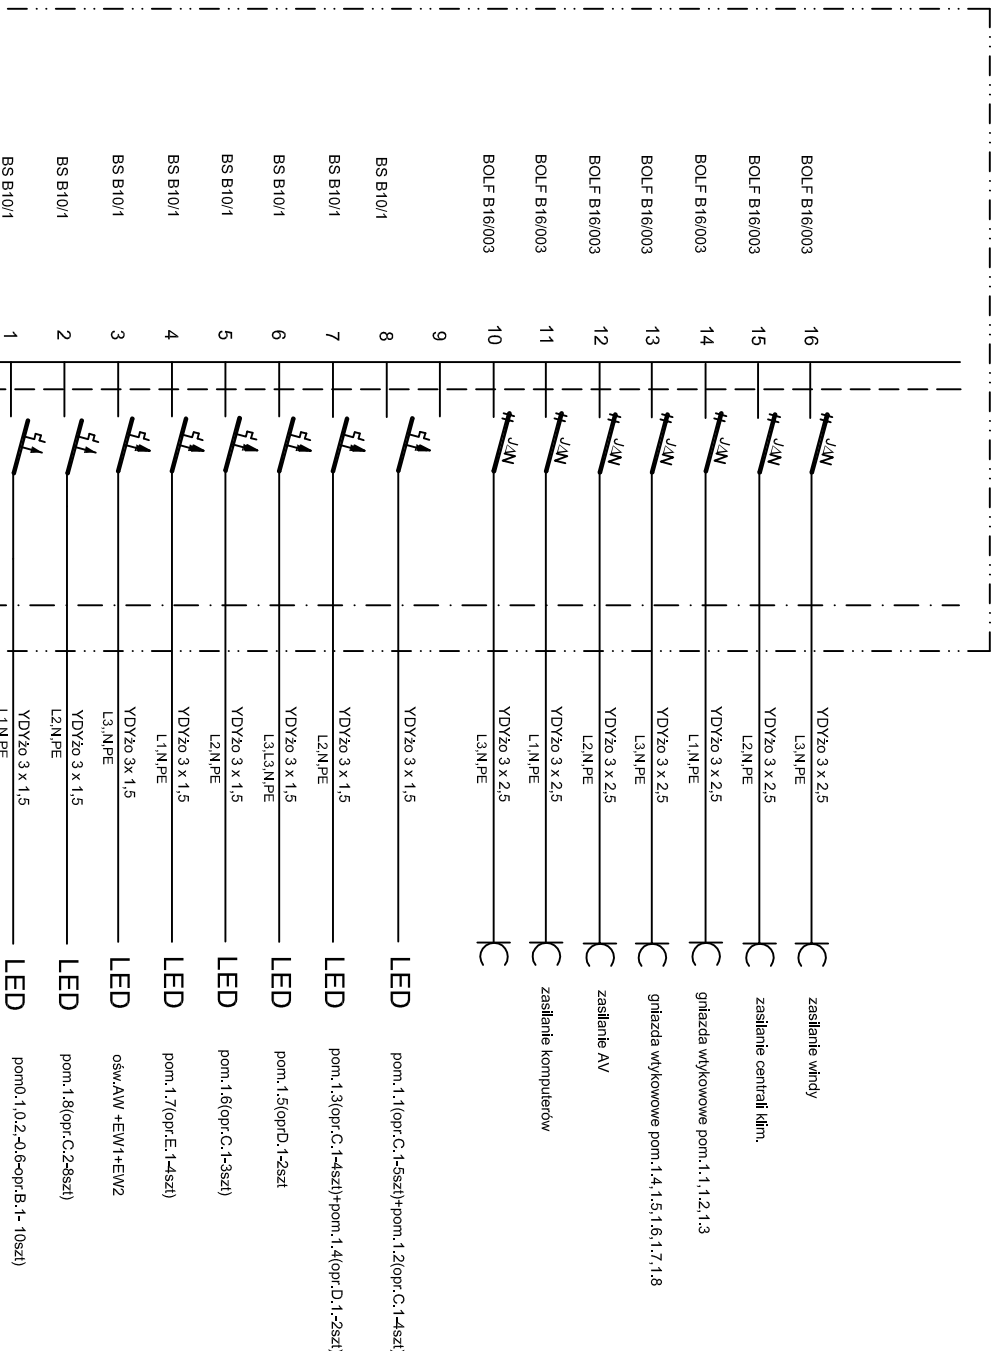 BOLF B16/003
16
YDYżo 3 x 2,5
L3,N,PE
zasilanie windy
BOLF B16/003
15
YDYżo 3 x 2,5
L2,N,PE
zasilanie centrali klim.
BOLF B16/003
14
YDYżo 3 x 2,5
L1,N,PE
gniazda wtykowowe pom.1.1,1.2,1.3
BOLF B16/003
13
YDYżo 3 x 2,5
L3,N,PE
gniazda wtykowowe pom.1.4,1.5,1.6,1.7,1.8
BOLF B16/003
12
YDYżo 3 x 2,5
L2,N,PE
zasilanie AV
BOLF B16/003
11
YDYżo 3 x 2,5
L1,N,PE
zasilanie komputerów
BOLF B16/003
10
YDYżo 3 x 2,5
L3,N,PE
9
BS B10/1
8
YDYżo 3 x 1,5
LED
pom.1.1(opr.C.1-5szt)+pom.1.2(opr.C.1-4szt)
BS B10/1
7
YDYżo 3 x 1,5
L2,N,PE
LED
pom.1.3(opr.C.1-4szt)+pom.1.4(opr.D.1.-2szt)
BS B10/1
6
YDYżo 3 x 1,5
L3,L3,N,PE
LED
pom.1.5(oprD.1-2szt
BS B10/1
5
YDYżo 3 x 1,5
L2,N,PE
LED
pom.1.6(opr.C.1-3szt)
BS B10/1
4
YDYżo 3 x 1,5
L1,N,PE
LED
pom.1.7(opr.E.1-4szt)
BS B10/1
3
YDYżo 3x 1,5
L3,,N,PE
LED
ośw.AW +EW1+EW2
BS B10/1
2
YDYżo 3 x 1,5
L2,N,PE
LED
pom.1.8(opr.C.2-8szt)
BS B10/1
1
YDYżo 3 x 1,5
L1,N,PE
LED
pom0.1,0.2,-0.6-opr.B.1- 10szt)